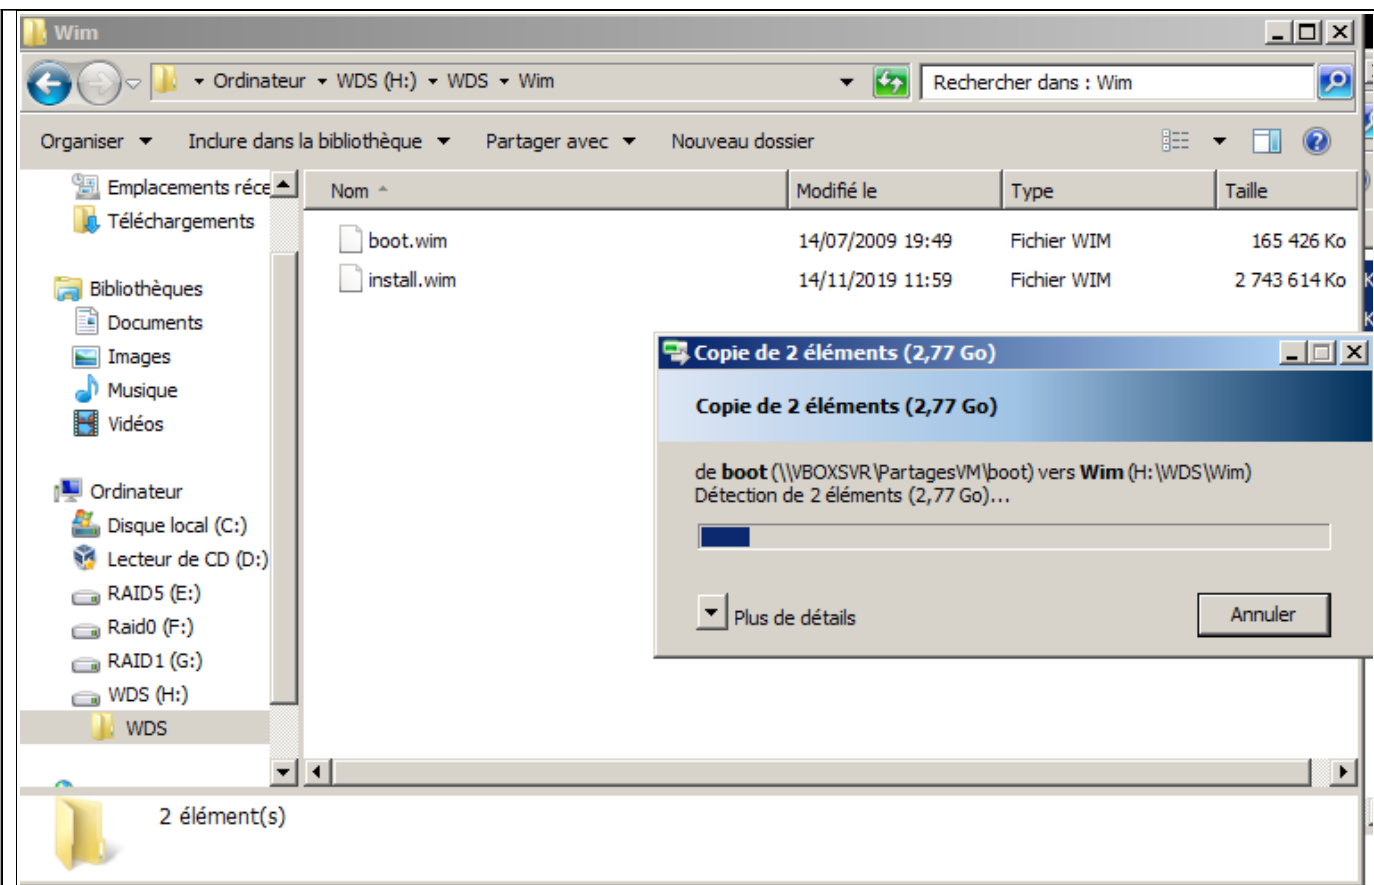 Wim
Ordinateur WDS (H:) WDS Wim
Rechercher dans : Wim
Organiser Inclure dans la bibliothèque Partager avec Nouveau dossier
Emplacements réce
Téléchargements
Bibliothèques
Documents
Images
Musique
Vidéos
Ordinateur
Disque local (C:)
Lecteur de CD (D:)
RAID5 (E:)
Raid0 (F:)
RAID1 (G:)
WDS (H:)
WDS
Nom Modifié le Type Taille
boot.wim 14/07/2009 19:49 Fichier WIM 165 426 Ko
install.wim 14/11/2019 11:59 Fichier WIM 2 743 614 Ko
Copie de 2 éléments (2,77 Go)
Copie de 2 éléments (2,77 Go)
de boot (\\VBOXSVR\PartagesVM\boot) vers Wim (H:\WDS\Wim)
Détection de 2 éléments (2,77 Go)...
Plus de détails
Annuler
2 élément(s)